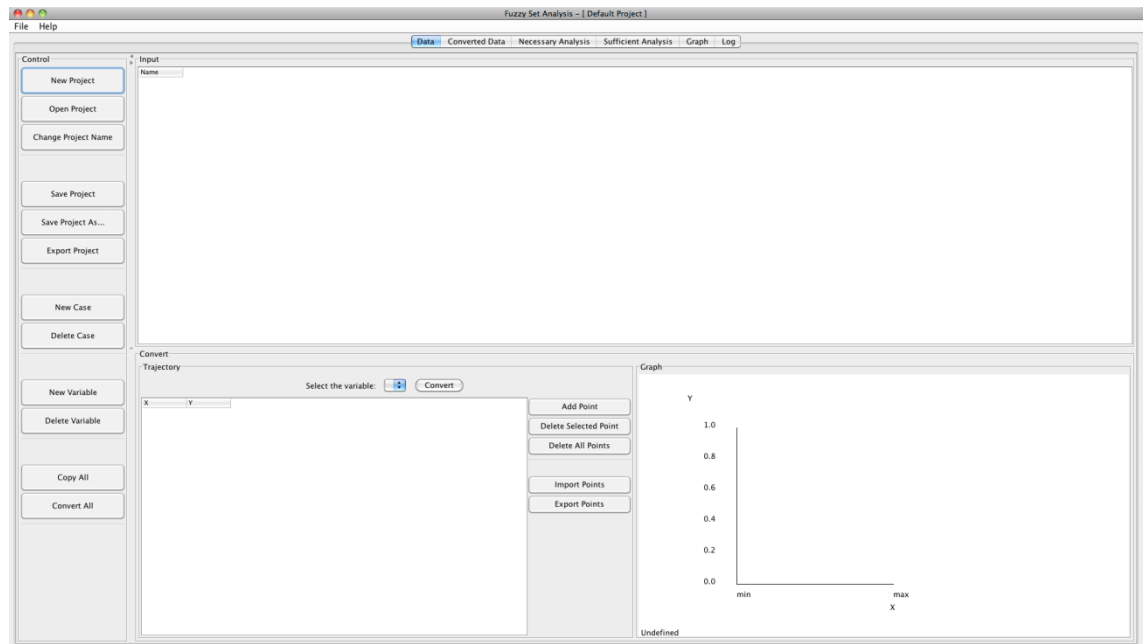 Fuzzy Set Analysis – [ Default Project ]
File Help
Data Converted Data Necessary Analysis Sufficient Analysis Graph Log
Control
New Project
Open Project
Change Project Name
Save Project
Save Project As...
Export Project
New Case
Delete Case
New Variable
Delete Variable
Copy All
Convert All
Input
Name
Convert
Trajectory
Select the variable: Convert
X Y
Add Point
Delete Selected Point
Delete All Points
Import Points
Export Points
Graph
Y
1.0
0.8
0.6
0.4
0.2
0.0
min max
X
Undefined